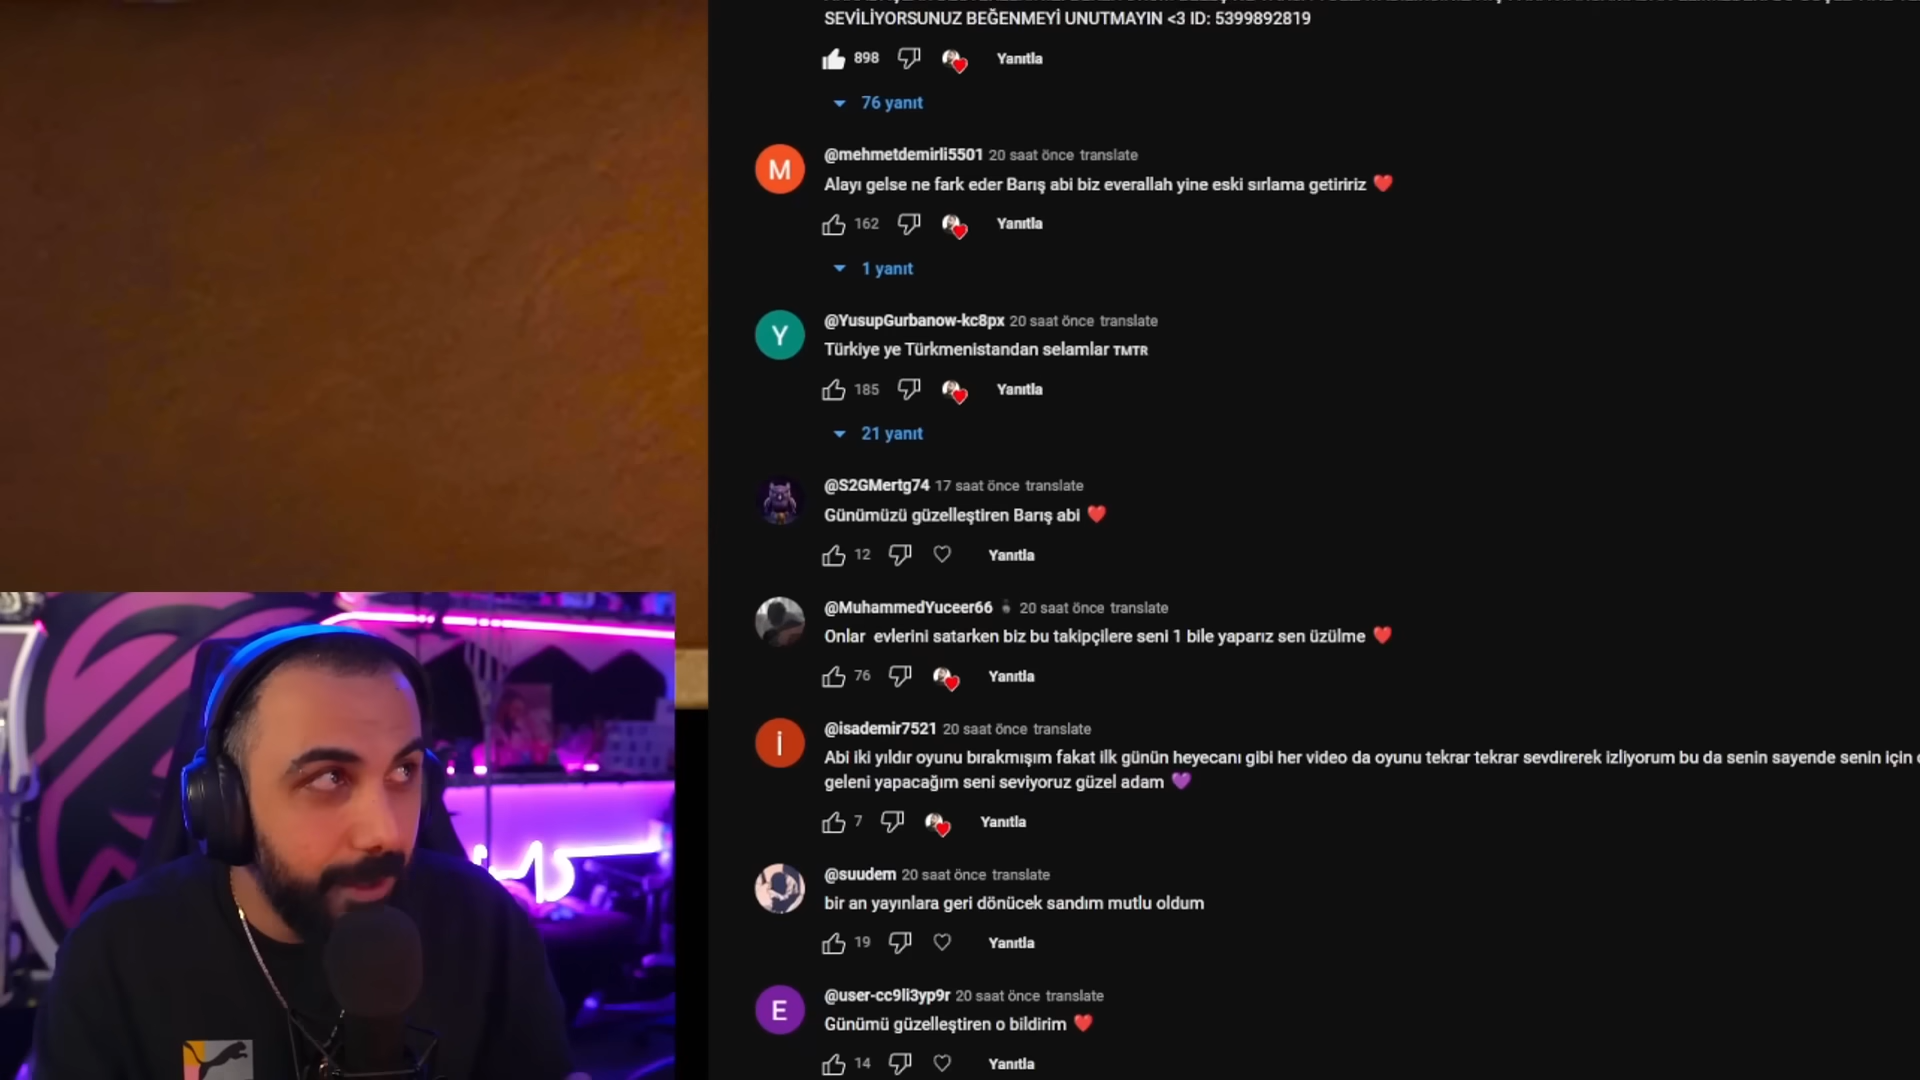 SEVİLİYORSUNUZ BEĞENMEYİ UNUTMAYIN <3 ID: 5399892819
898 Yanıtla
76 yanıt
M
@mehmetdemirli5501 20 saat önce translate
Alayı gelse ne fark eder Barış abi biz everallah yine eski sırlama getiririz ❤️
162 Yanıtla
1 yanıt
Y
@YusupGurbanow-kc8px 20 saat önce translate
Türkiye ye Türkmenistandan selamlar TMTR
185 Yanıtla
21 yanıt
@S2GMertg74 17 saat önce translate
Günümüzü güzelleştiren Barış abi ❤️
12 Yanıtla
@MuhammedYuceer66 20 saat önce translate
Onlar evlerini satarken biz bu takipçilere seni 1 bile yaparız sen üzülme ❤️
76 Yanıtla
i
@isademir7521 20 saat önce translate
Abi iki yıldır oyunu bırakmışım fakat ilk günün heyecanı gibi her video da oyunu tekrar tekrar sevdirerek izliyorum bu da senin sayende senin için
geleni yapacağım seni seviyoruz güzel adam 💜
7 Yanıtla
@suudem 20 saat önce translate
bir an yayınlara geri dönücek sandım mutlu oldum
19 Yanıtla
E
@user-cc9li3yp9r 20 saat önce translate
Günümü güzelleştiren o bildirim ❤️
14 Yanıtla